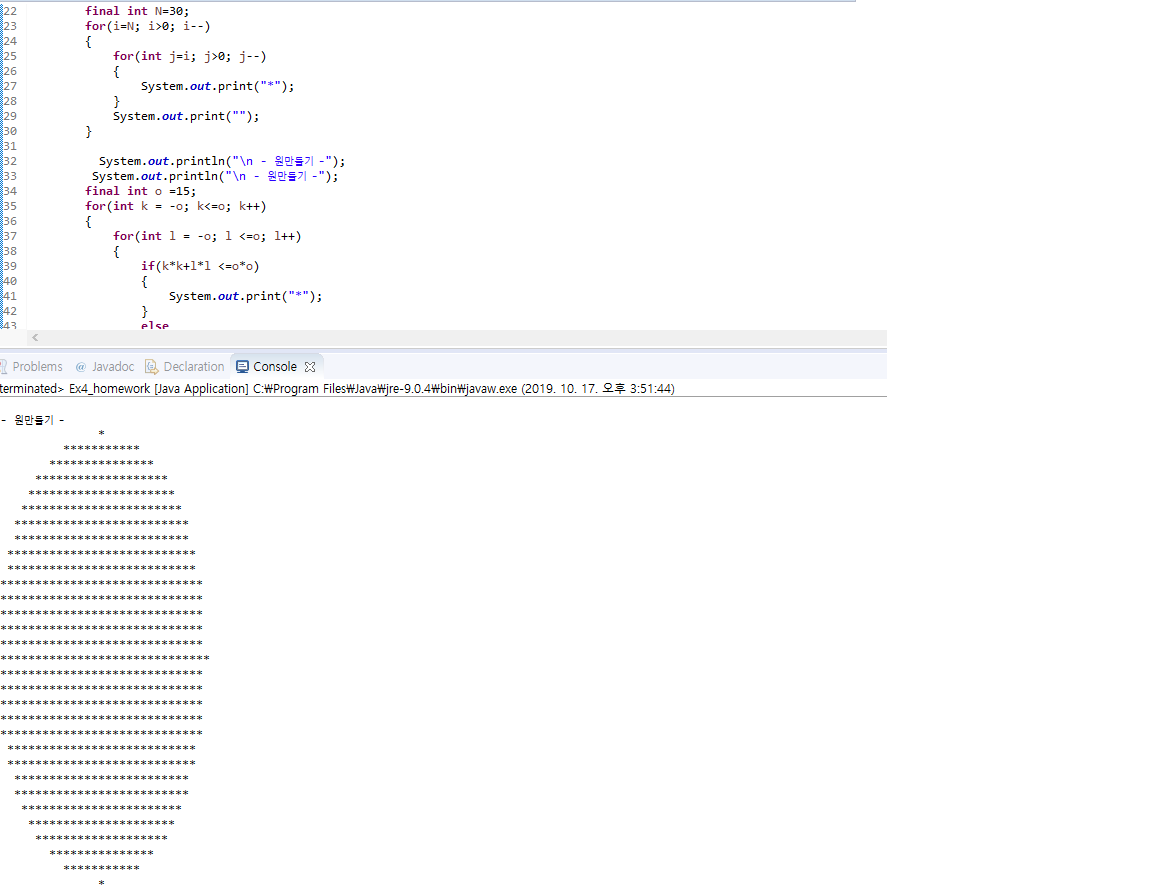 22 final int N=30;
23 for(i=N; i>0; i--)
24 {
25 for(int j=i; j>0; j--)
26 {
27 System.out.print("*");
28 }
29 System.out.print("");
30 }
31
32 System.out.println("\n - 원만들기 -");
33 System.out.println("\n - 원만들기 -");
34 final int o =15;
35 for(int k = -o; k<=o; k++)
36 {
37 for(int l = -o; l <=o; l++)
38 {
39 if(k*k+l*l <=o*o)
40 {
41 System.out.print("*");
42 }
43 else
Problems @ Javadoc Declaration Console
terminated> Ex4_homework [Java Application] C:₩Program Files₩Java₩jre-9.0.4₩bin₩javaw.exe (2019. 10. 17. 오후 3:51:44)
- 원만들기 -
              *
         ***********
       ***************
     *******************
    *********************
   ***********************
  *************************
  *************************
 ***************************
 ***************************
*****************************
*****************************
*****************************
*****************************
*****************************
******************************
*****************************
*****************************
*****************************
*****************************
*****************************
 ***************************
 ***************************
  *************************
  *************************
   ***********************
    *********************
     *******************
       ***************
         ***********
              *